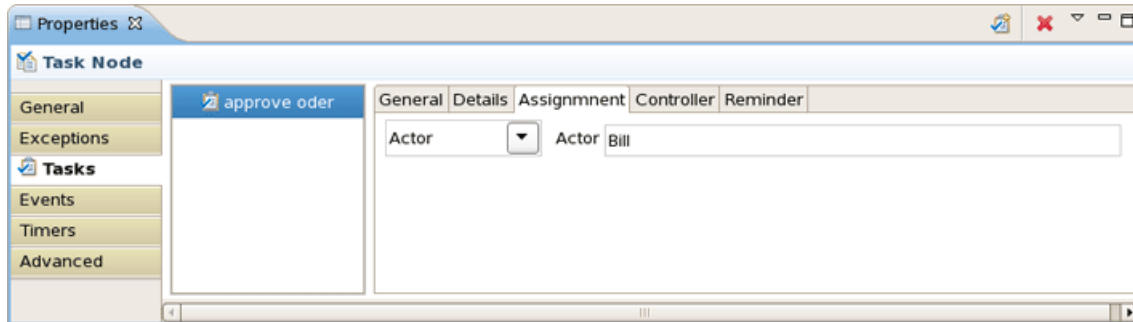 Properties
Task Node
General
Exceptions
Tasks
Events
Timers
Advanced
approve oder
General Details Assignmnent Controller Reminder
Actor Actor Bill